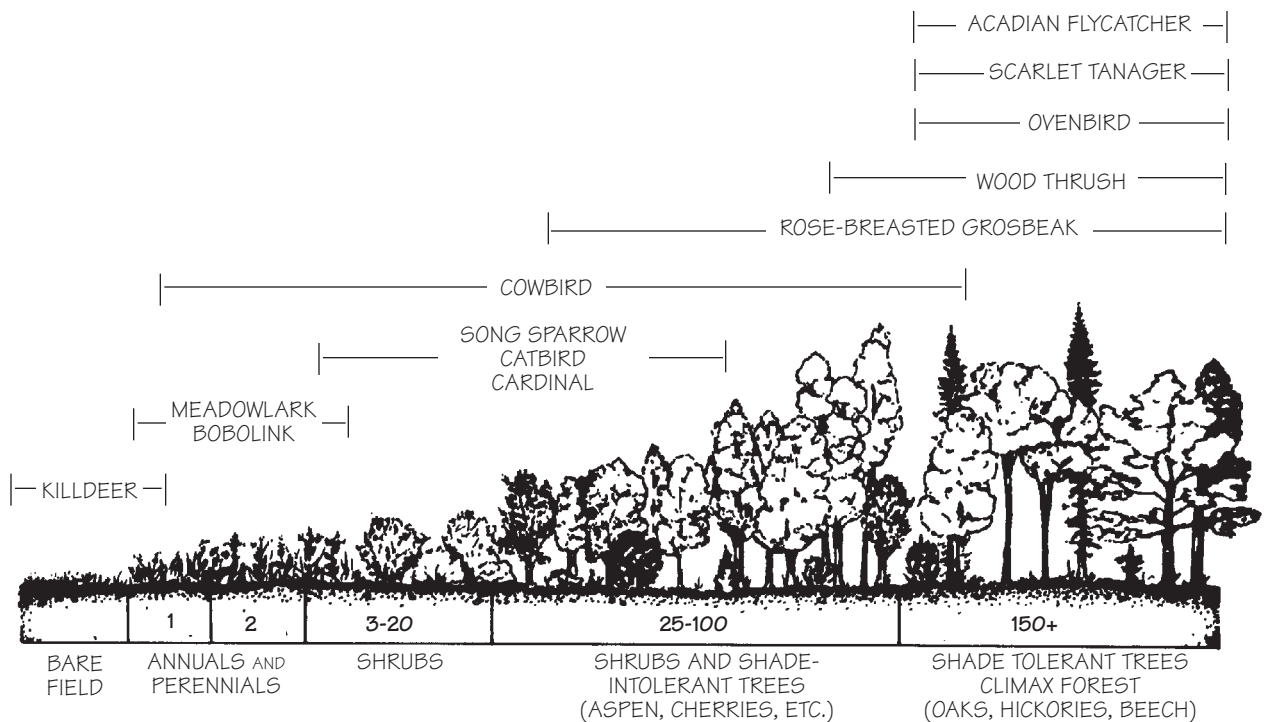 ACADIAN FLYCATCHER
SCARLET TANAGER
OVENBIRD
WOOD THRUSH
ROSE-BREASTED GROSBEAK
COWBIRD
SONG SPARROW
CATBIRD
CARDINAL
MEADOWLARK
BOBOLINK
KILLDEER
1
2
3-20
25-100
150+
BARE
FIELD
ANNUALS AND
PERENNIALS
SHRUBS
SHRUBS AND SHADE-
INTOLERANT TREES
(ASPEN, CHERRIES, ETC.)
SHADE TOLERANT TREES
CLIMAX FOREST
(OAKS, HICKORIES, BEECH)